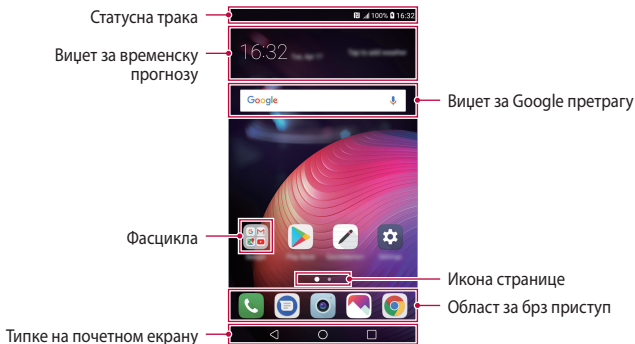 Статусна трака
100% 16:32
Виџет за временску
прогнозу
16:32
Google
Виџет за Google претрагу
Фасцикла
Икона странице
Област за брз приступ
Типке на почетном екрану